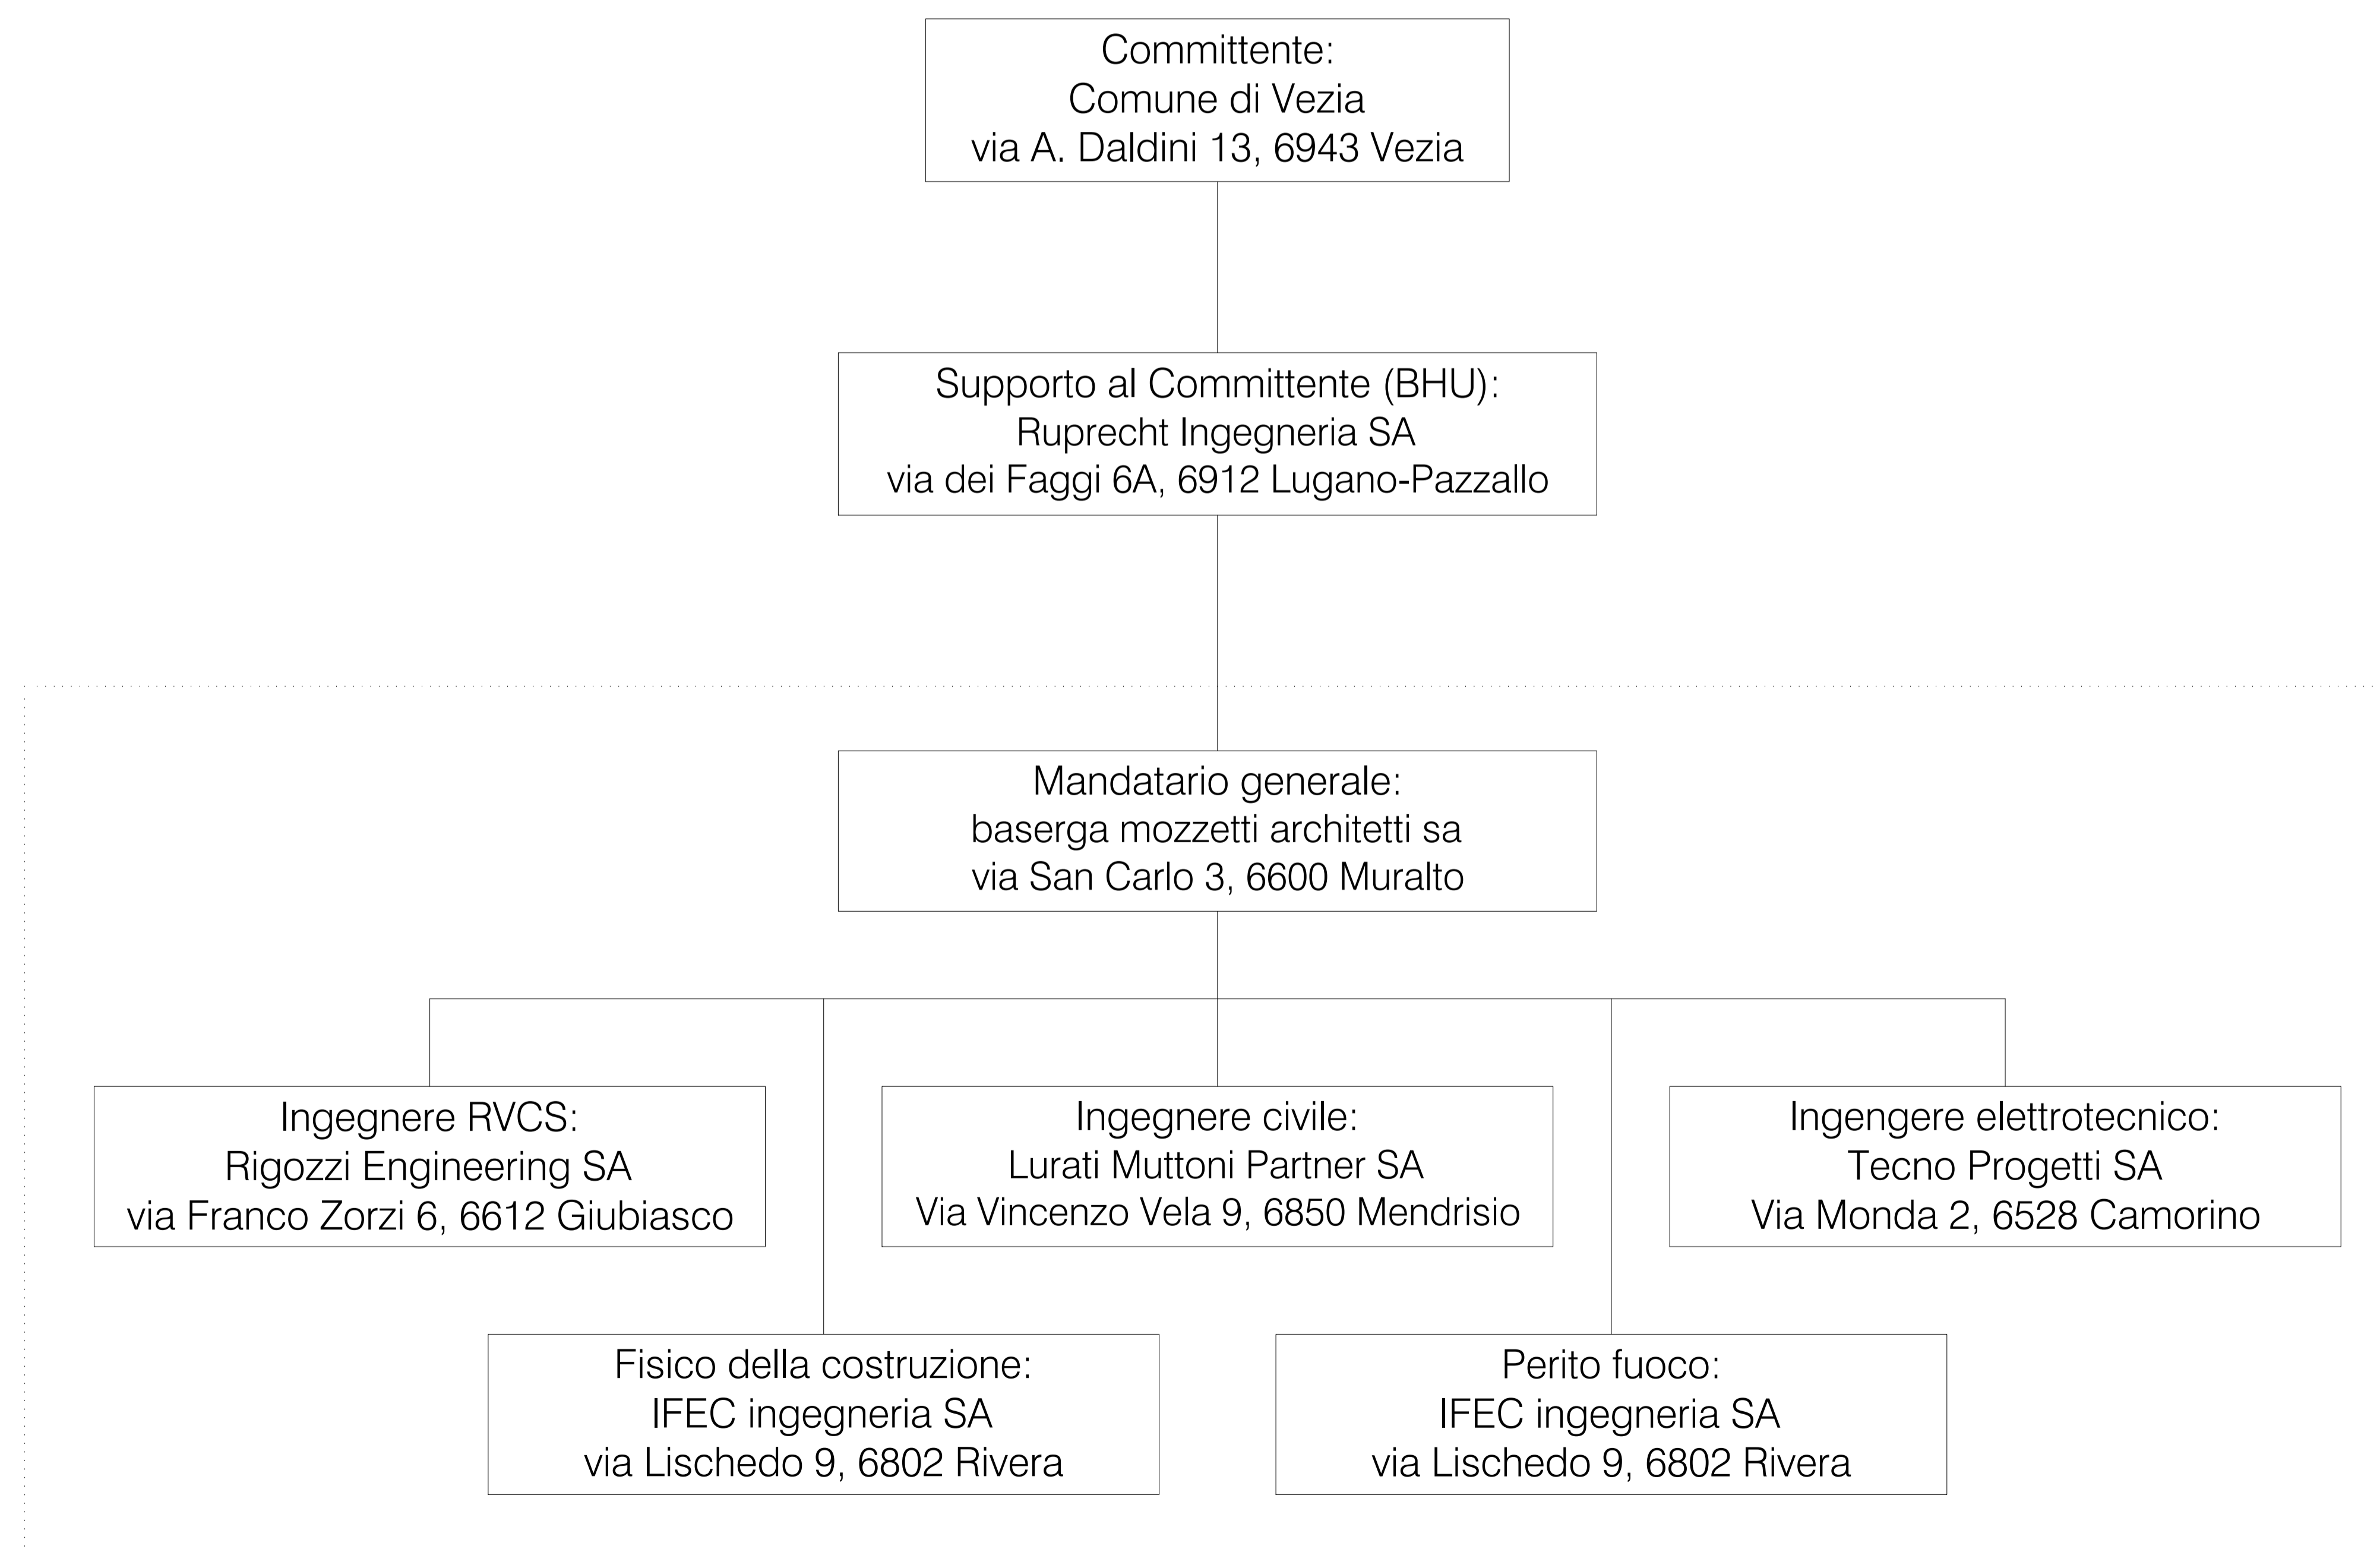 Committente:
Comune di Vezia
via A. Daldini 13, 6943 Vezia
Supporto al Committente (BHU):
Ruprecht Ingegneria SA
via dei Faggi 6A, 6912 Lugano-Pazzallo
Mandatario generale:
baserga mozzetti architetti sa
via San Carlo 3, 6600 Muralto
Ingegnere RVCS:
Rigozzi Engineering SA
via Franco Zorzi 6, 6612 Giubiasco
Ingegnere civile:
Lurati Muttoni Partner SA
Via Vincenzo Vela 9, 6850 Mendrisio
Ingengere elettrotecnico:
Tecno Progetti SA
Via Monda 2, 6528 Camorino
Fisico della costruzione:
IFEC ingegneria SA
via Lischedo 9, 6802 Rivera
Perito fuoco:
IFEC ingegneria SA
via Lischedo 9, 6802 Rivera